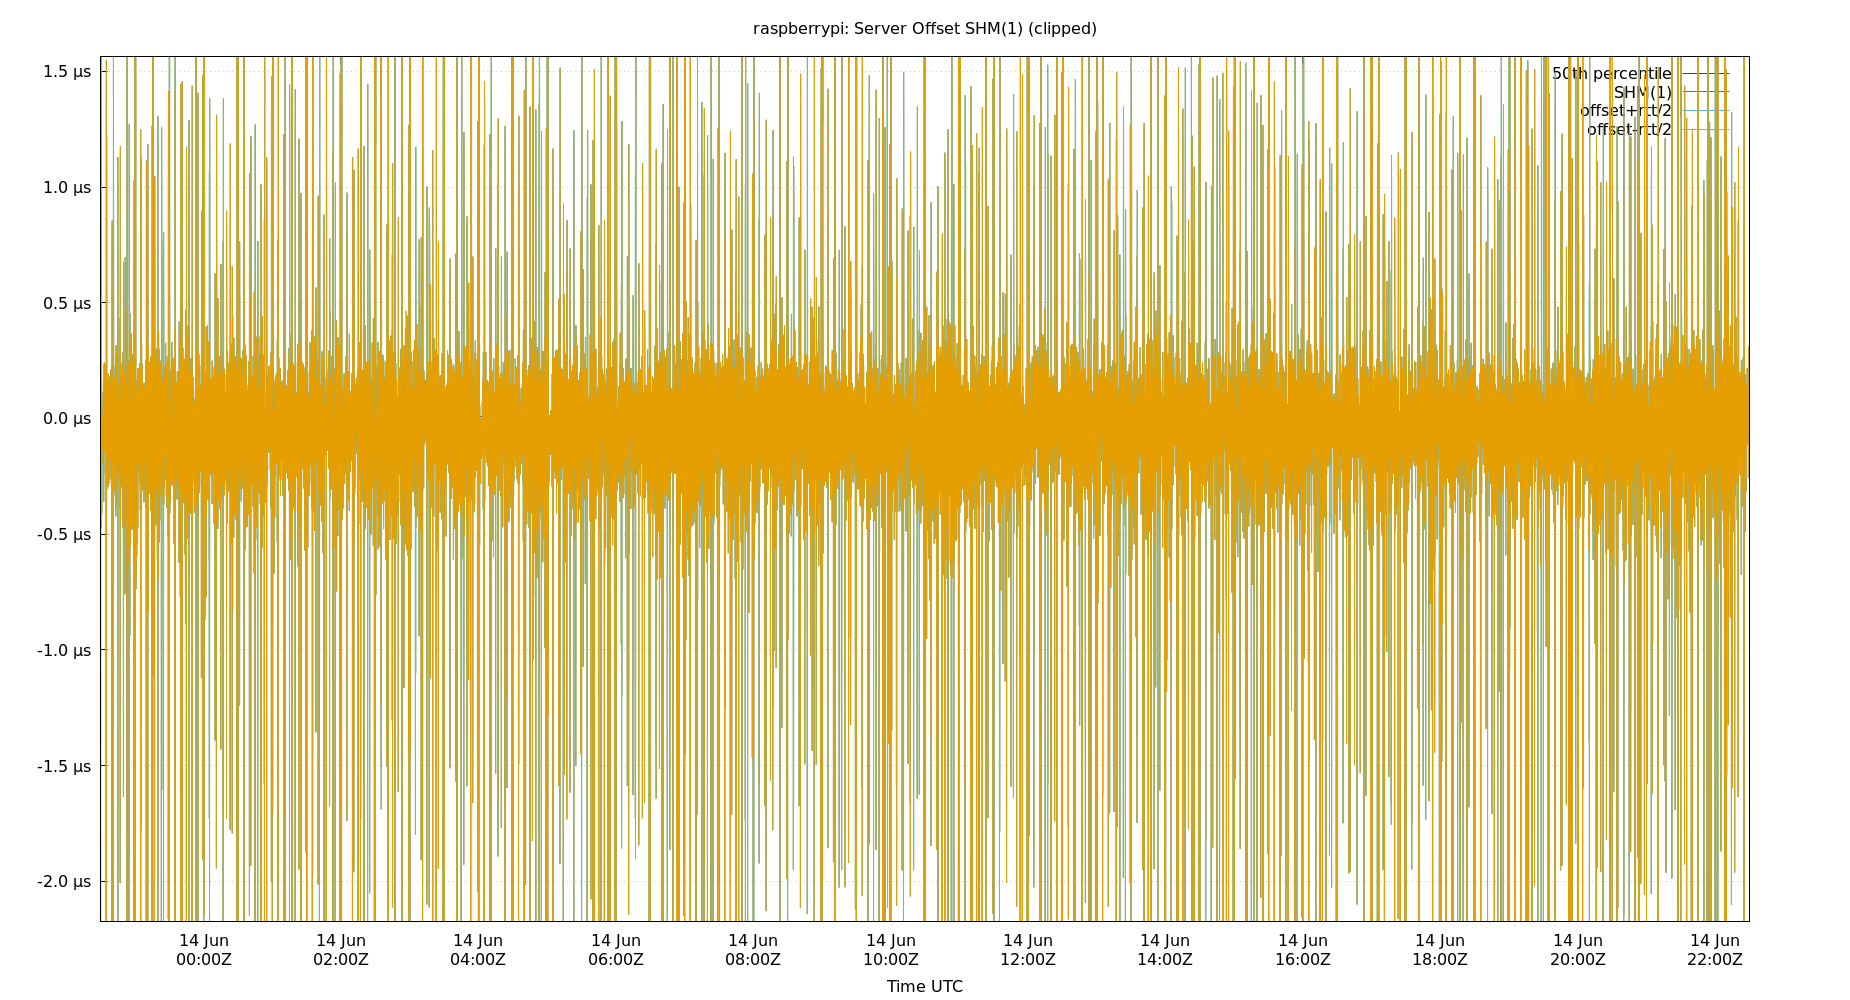 raspberrypi: Server Offset SHM(1) (clipped)
1.5 µs
1.0 µs
0.5 µs
0.0 µs
-0.5 µs
-1.0 µs
-1.5 µs
-2.0 µs
50th percentile
SHM(1)
offset+rtt/2
offset-rtt/2
14 Jun 14 Jun 14 Jun 14 Jun 14 Jun 14 Jun 14 Jun 14 Jun 14 Jun 14 Jun 14 Jun 14 Jun
00:00Z 02:00Z 04:00Z 06:00Z 08:00Z 10:00Z 12:00Z 14:00Z 16:00Z 18:00Z 20:00Z 22:00Z
Time UTC